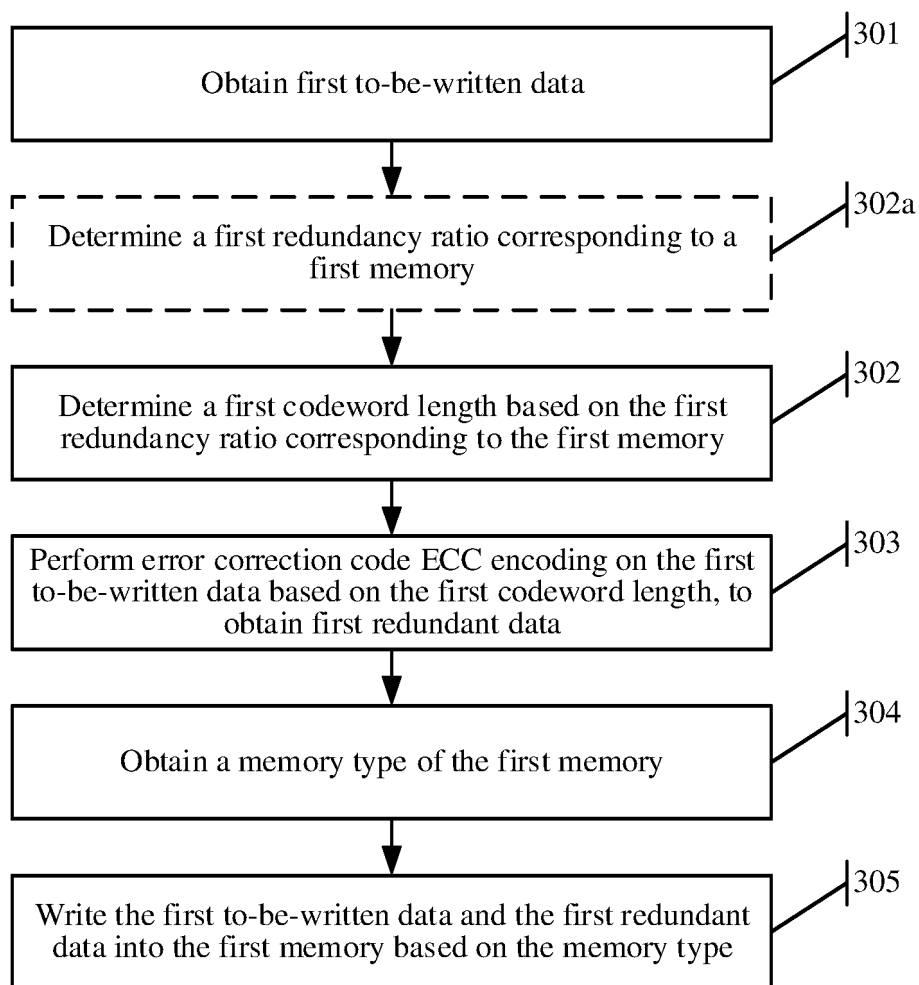 301
Obtain first to-be-written data
302a
Determine a first redundancy ratio corresponding to a
first memory
302
Determine a first codeword length based on the first
redundancy ratio corresponding to the first memory
303
Perform error correction code ECC encoding on the first
to-be-written data based on the first codeword length, to
obtain first redundant data
304
Obtain a memory type of the first memory
305
Write the first to-be-written data and the first redundant
data into the first memory based on the memory type